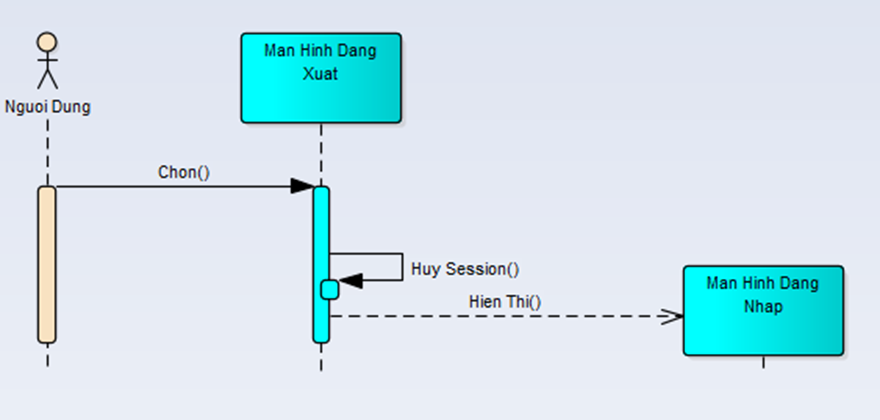 Man Hinh Dang
Xuat
Nguoi Dung
Chon()
Huy Session()
Man Hinh Dang
Nhap
Hien Thi()